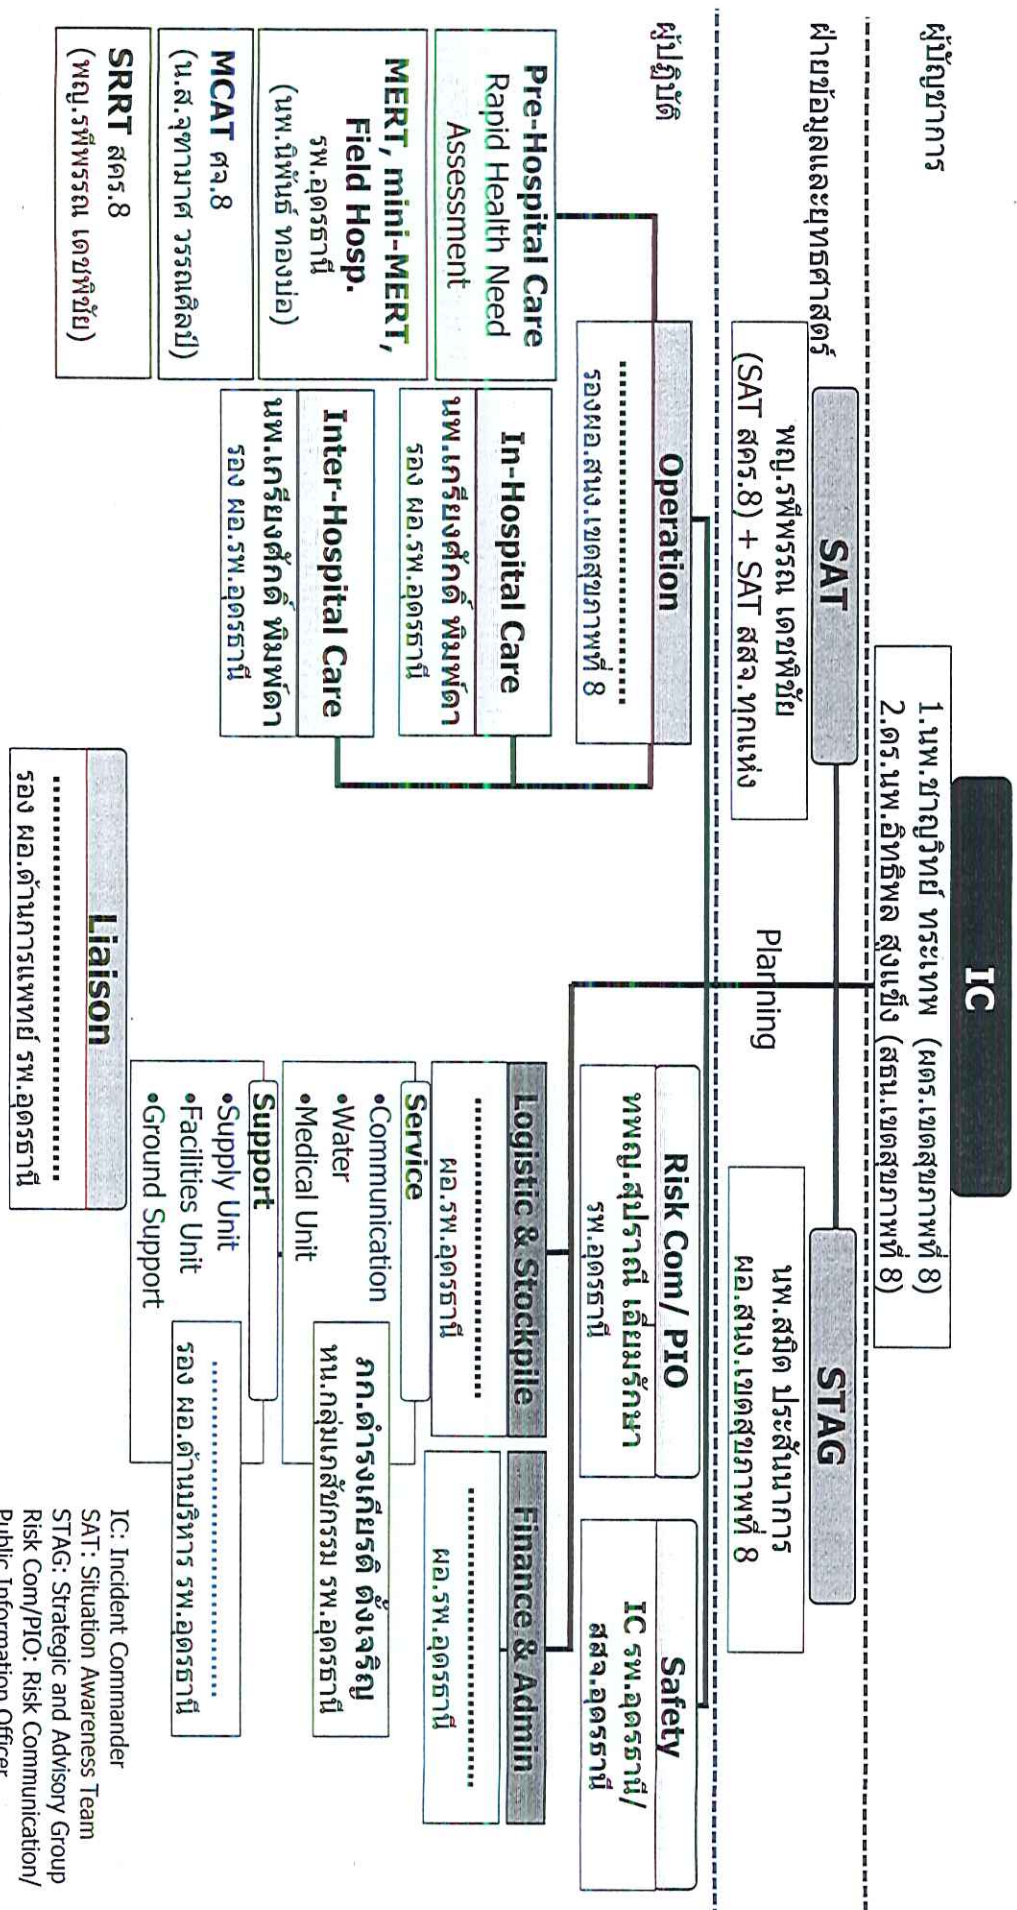 ผู้บัญชาการ
IC
1.นพ.ชาญวิทย์ ทระเทพ (ผตร.เขตสุขภาพที่ 8)
2.ดร.นพ.อิทธิพล สูงแข็ง (สธน.เขตสุขภาพที่ 8)
ฝ่ายข้อมูลและยุทธศาสตร์
SAT
พญ.รพีพรรณ เดชพิชัย
(SAT สคร.8) + SAT สสจ.ทุกแห่ง
Planning
STAG
นพ.สมิต ประสันนาการ
ผอ.สนง.เขตสุขภาพที่ 8
ผู้ปฏิบัติ
Operation
................................
รองผอ.สนง.เขตสุขภาพที่ 8
Risk Com/ PIO
ทพญ.สุปราณี เอี่ยมรักษา
รพ.อุดรธานี
Safety
IC รพ.อุดรธานี/
สสจ.อุดรธานี
Pre-Hospital Care
Rapid Health Need
Assessment
MERT, mini-MERT,
Field Hosp.
รพ.อุดรธานี
(นพ.นิพันธ์ ทองบ่อ)
MCAT ศจ.8
(น.ส.จุฑามาศ วรรณศิลป์)
SRRT สคร.8
(พญ.รพีพรรณ เดชพิชัย)
In-Hospital Care
นพ.เกรียงศักดิ์ พิมพ์ดา
รอง ผอ.รพ.อุดรธานี
Inter-Hospital Care
นพ.เกรียงศักดิ์ พิมพ์ดา
รอง ผอ.รพ.อุดรธานี
Logistic & Stockpile
................................
ผอ.รพ.อุดรธานี
Service
•Communication
•Water
•Medical Unit
ภก.ดำรงเกียรติ ตั้งเจริญ
หน.กลุ่มเภสัชกรรม รพ.อุดรธานี
Support
•Supply Unit
•Facilities Unit
•Ground Support
................................
รอง ผอ.ด้านบริหาร รพ.อุดรธานี
Finance & Admin
................................
ผอ.รพ.อุดรธานี
Liaison
................................
รอง ผอ.ด้านการแพทย์ รพ.อุดรธานี
IC: Incident Commander
SAT: Situation Awareness Team
STAG: Strategic and Advisory Group
Risk Com/PIO: Risk Communication/
Public Information Officer